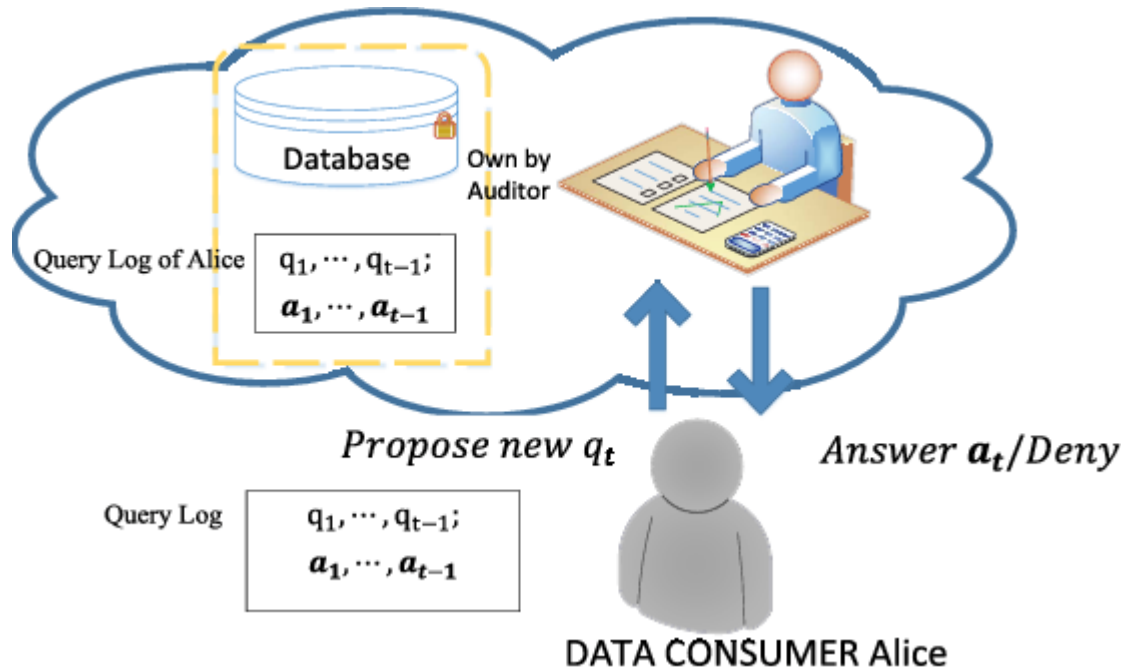 Database
Own by
Auditor
Query Log of Alice
q₁,⋯,qₜ₋₁;
𝒂₁,⋯,𝒂ₜ₋₁
Propose new qₜ
Answer 𝒂ₜ/Deny
Query Log
q₁,⋯,qₜ₋₁;
𝒂₁,⋯,𝒂ₜ₋₁
DATA CONSUMER Alice